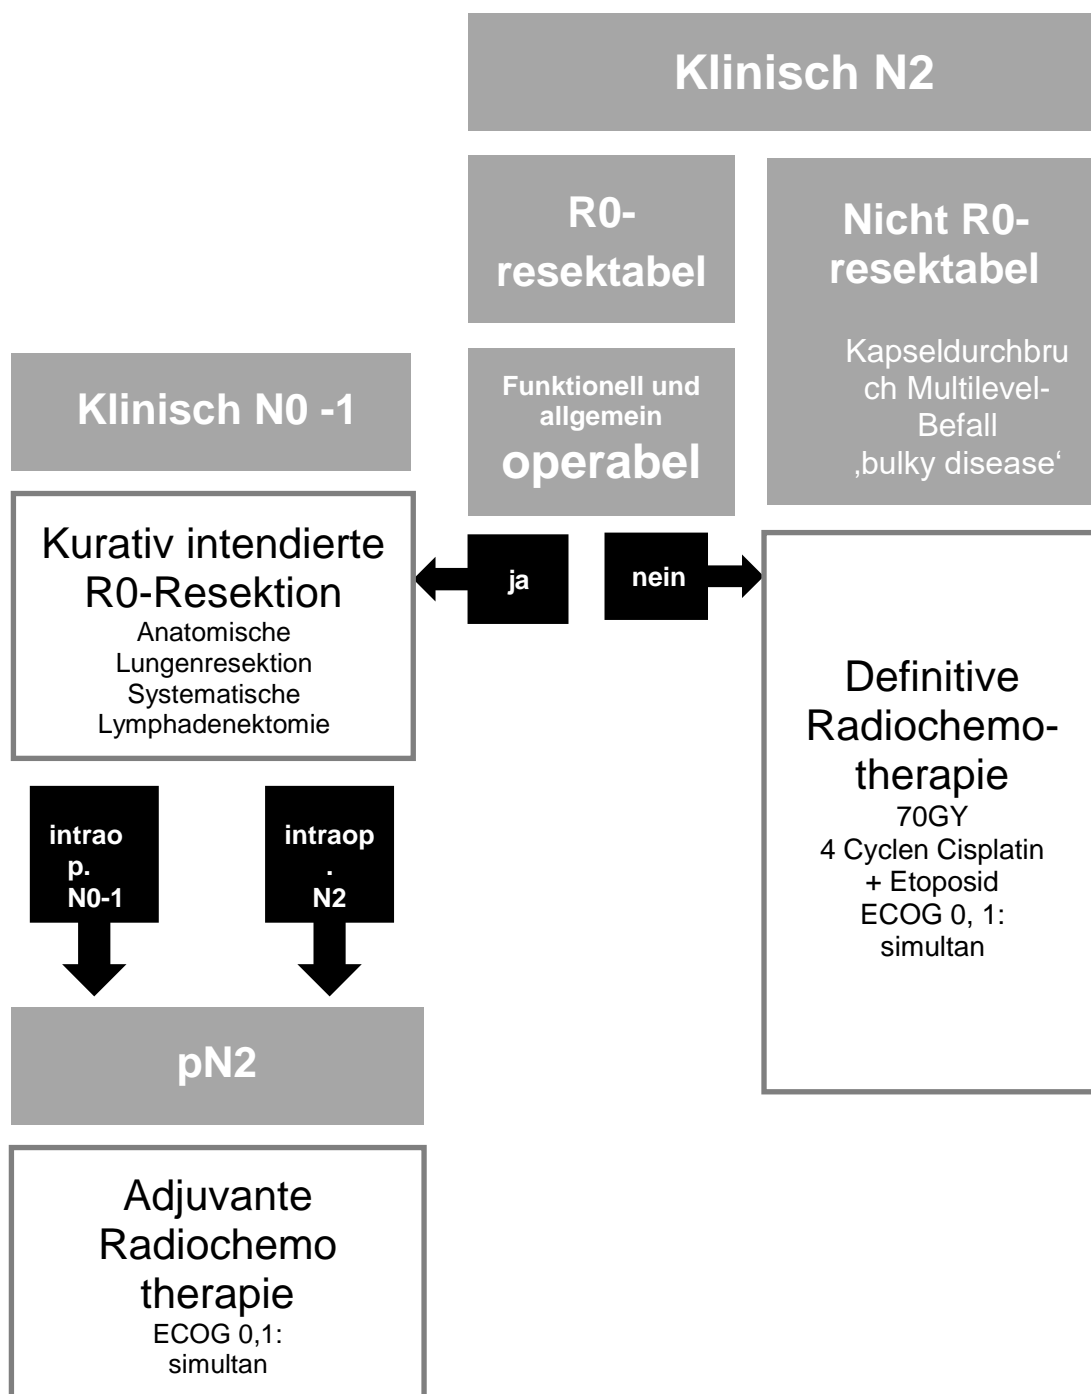 Klinisch N2
R0-
resektabel
Nicht R0-
resektabel
Kapseldurchbru
ch Multilevel-
Befall
‚bulky disease‘
Funktionell und
allgemein
operabel
Klinisch N0 -1
ja
nein
Kurativ intendierte
R0-Resektion
Anatomische
Lungenresektion
Systematische
Lymphadenektomie
Definitive
Radiochemo-
therapie
70GY
4 Cyclen Cisplatin
+ Etoposid
ECOG 0, 1:
simultan
intrao
p.
N0-1
intraop
.
N2
pN2
Adjuvante
Radiochemo
therapie
ECOG 0,1:
simultan